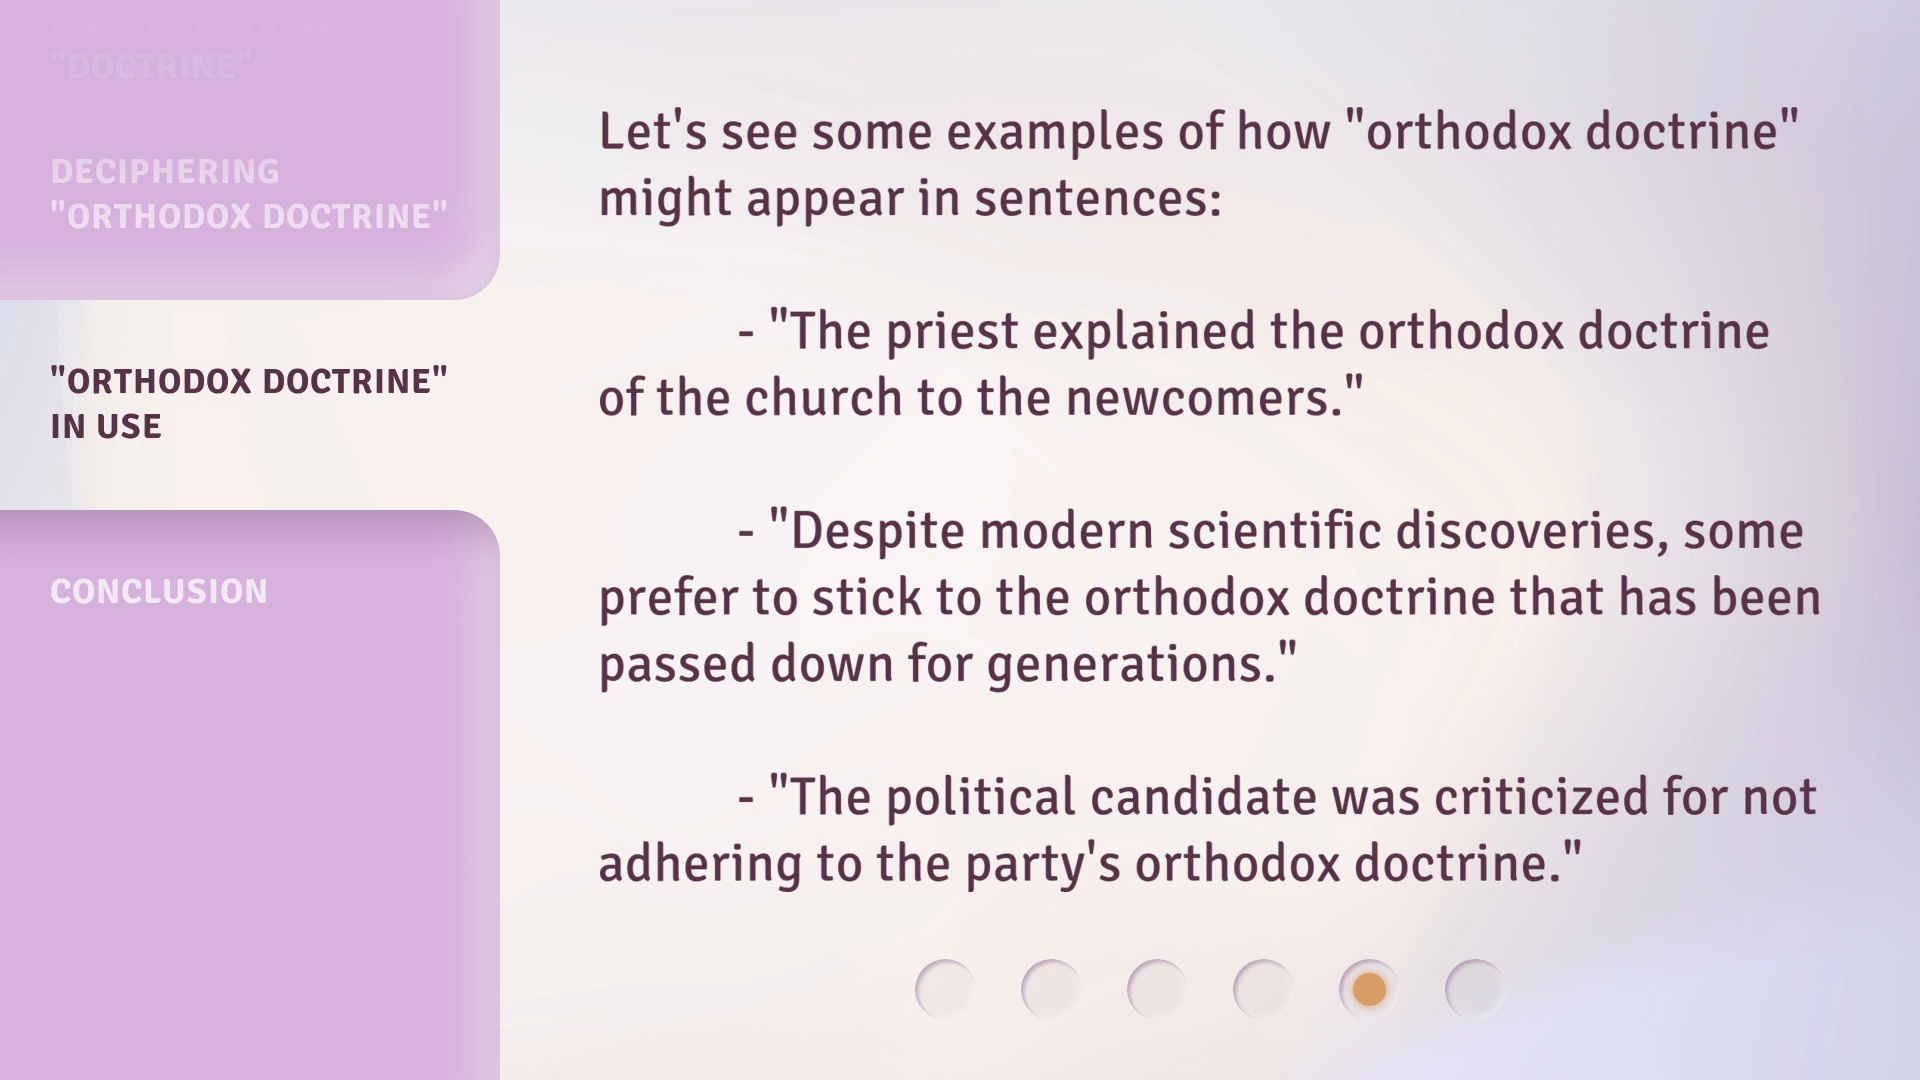 UNDERSTANDING
"DOCTRINE"
DECIPHERING
"ORTHODOX DOCTRINE"
"ORTHODOX DOCTRINE"
IN USE
CONCLUSION
Let's see some examples of how "orthodox doctrine"
might appear in sentences:
- "The priest explained the orthodox doctrine
of the church to the newcomers."
- "Despite modern scientific discoveries, some
prefer to stick to the orthodox doctrine that has been
passed down for generations."
- "The political candidate was criticized for not
adhering to the party's orthodox doctrine."